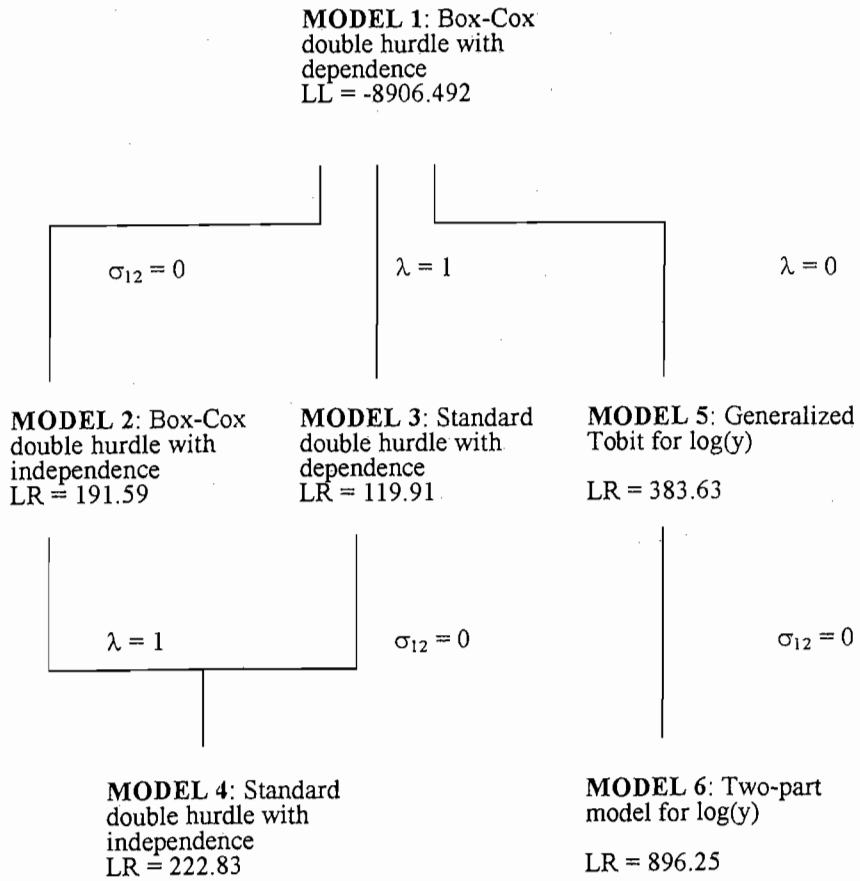 MODEL 1: Box-Cox
double hurdle with
dependence
LL = -8906.492
σ12 = 0
λ = 1
λ = 0
MODEL 2: Box-Cox
double hurdle with
independence
LR = 191.59
MODEL 3: Standard
double hurdle with
dependence
LR = 119.91
MODEL 5: Generalized
Tobit for log(y)
LR = 383.63
λ = 1
σ12 = 0
σ12 = 0
MODEL 4: Standard
double hurdle with
independence
LR = 222.83
MODEL 6: Two-part
model for log(y)
LR = 896.25